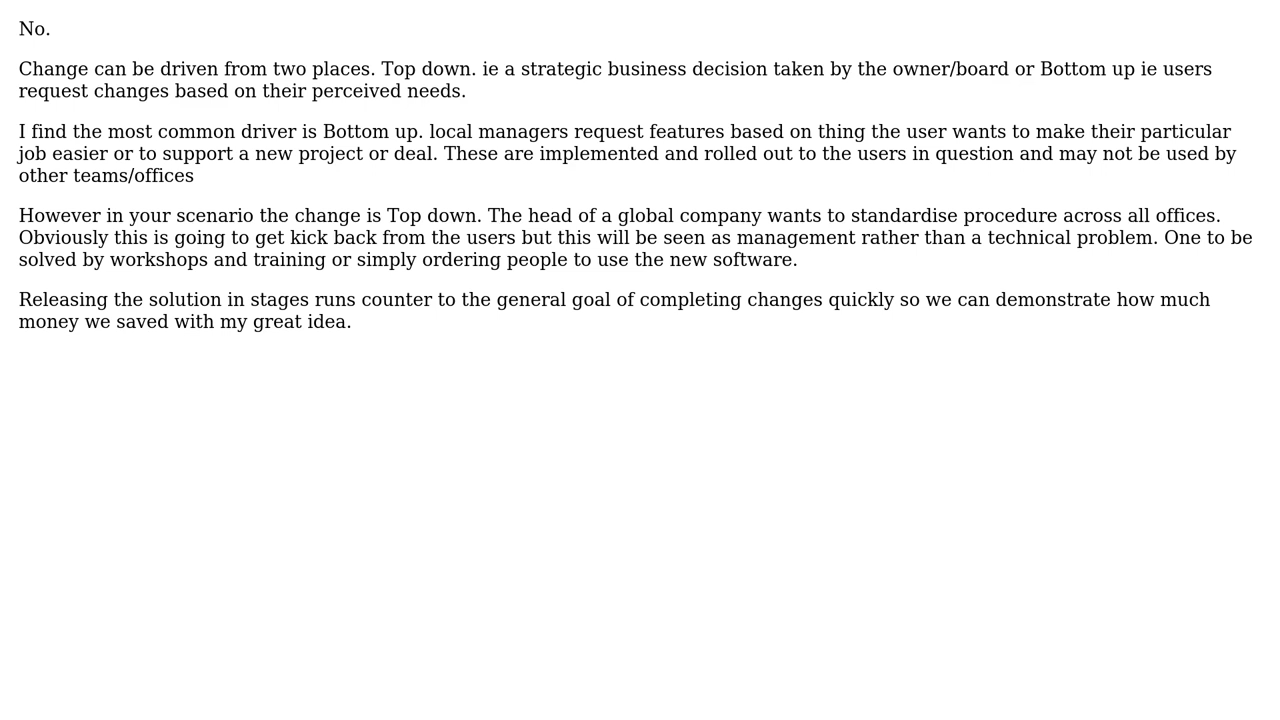 No.
Change can be driven from two places. Top down. ie a strategic business decision taken by the owner/board or Bottom up ie users
request changes based on their perceived needs.
I find the most common driver is Bottom up. local managers request features based on thing the user wants to make their particular
job easier or to support a new project or deal. These are implemented and rolled out to the users in question and may not be used by
other teams/offices
However in your scenario the change is Top down. The head of a global company wants to standardise procedure across all offices.
Obviously this is going to get kick back from the users but this will be seen as management rather than a technical problem. One to be
solved by workshops and training or simply ordering people to use the new software.
Releasing the solution in stages runs counter to the general goal of completing changes quickly so we can demonstrate how much
money we saved with my great idea.